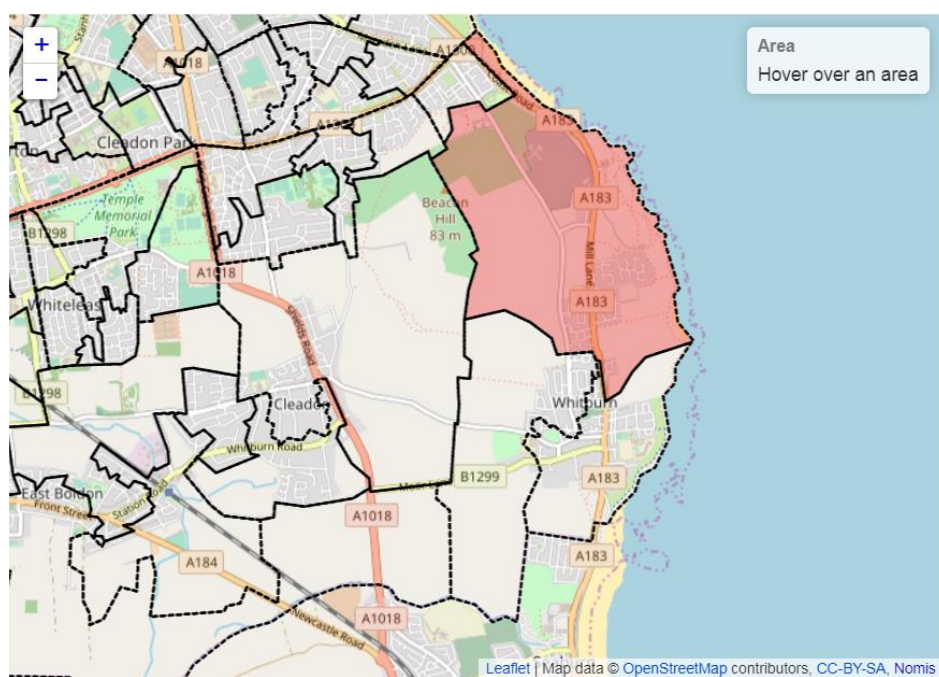 +
−
Area
Hover over an area
A1018
A1300
A183
Cleadon Park
Temple
Memorial
Park
B1298
Beacon
Hill
83 m
A183
A1018
Mill Lane
A183
Whiteleas
Shields Road
B1298
Cleadon
Whitburn
Whitburn Road
East Boldon
Station Road
Front Street
Moor Lane
B1299
A183
A1018
A184
A183
Newcastle Road
A1018
Leaflet | Map data © OpenStreetMap contributors, CC-BY-SA, Nomis